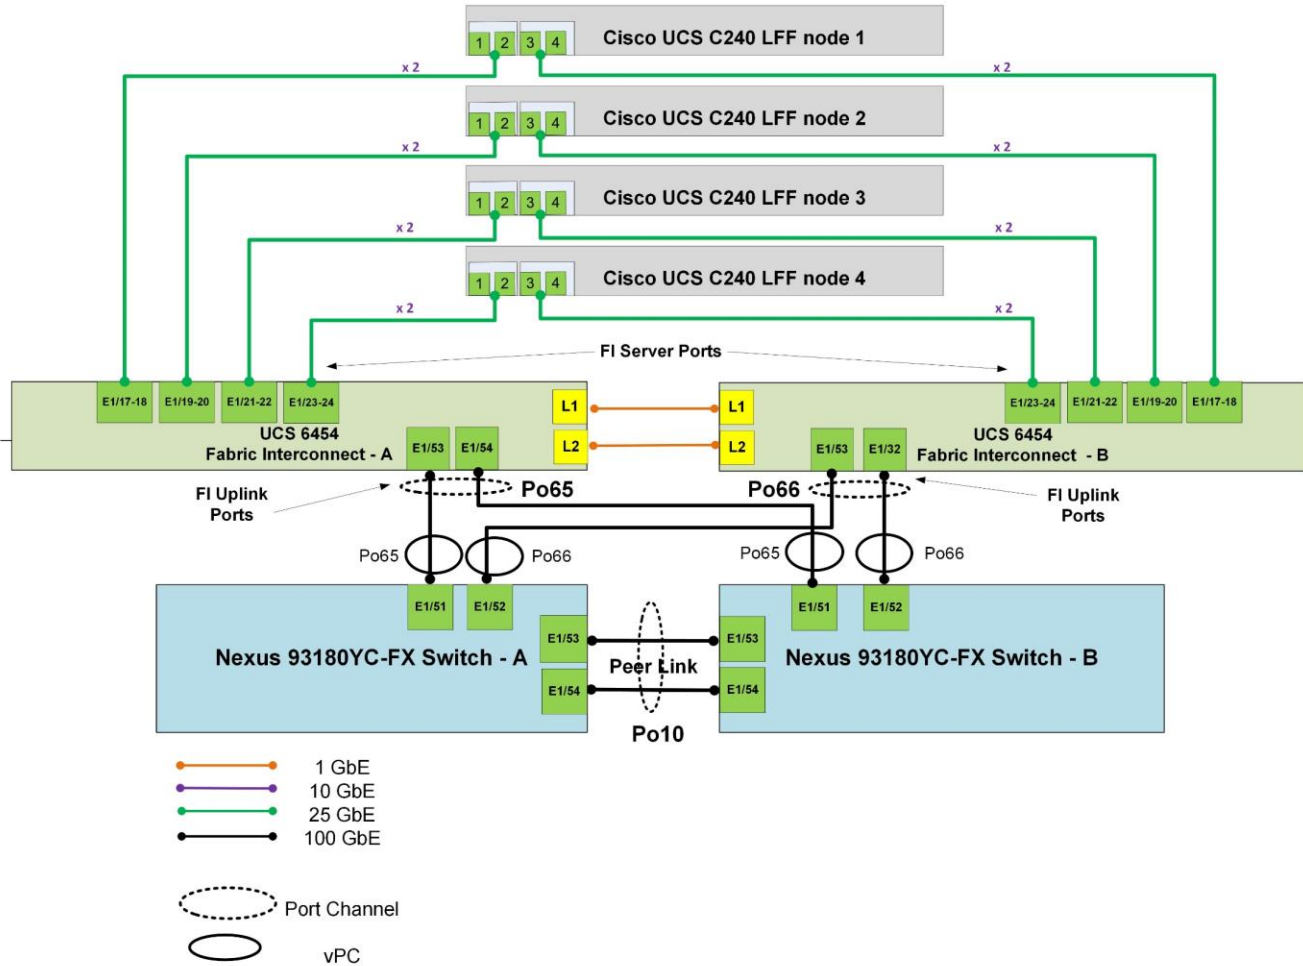 1 2 3 4 Cisco UCS C240 LFF node 1
x 2 x 2
1 2 3 4 Cisco UCS C240 LFF node 2
x 2 x 2
1 2 3 4 Cisco UCS C240 LFF node 3
x 2 x 2
1 2 3 4 Cisco UCS C240 LFF node 4
x 2 x 2
FI Server Ports
E1/17-18 E1/19-20 E1/21-22 E1/23-24 L1 L1 E1/23-24 E1/21-22 E1/19-20 E1/17-18
UCS 6454
Fabric Interconnect - A
E1/53 E1/54 L2
L2 E1/53 E1/32
UCS 6454
Fabric Interconnect - B
FI Uplink
Ports
Po65
Po66
FI Uplink
Ports
Po65 Po66 Po65 Po66
E1/51 E1/52 E1/51 E1/52
Nexus 93180YC-FX Switch - A
E1/53
E1/54
Peer Link
Po10
E1/53
E1/54
Nexus 93180YC-FX Switch - B
1 GbE
10 GbE
25 GbE
100 GbE
Port Channel
vPC